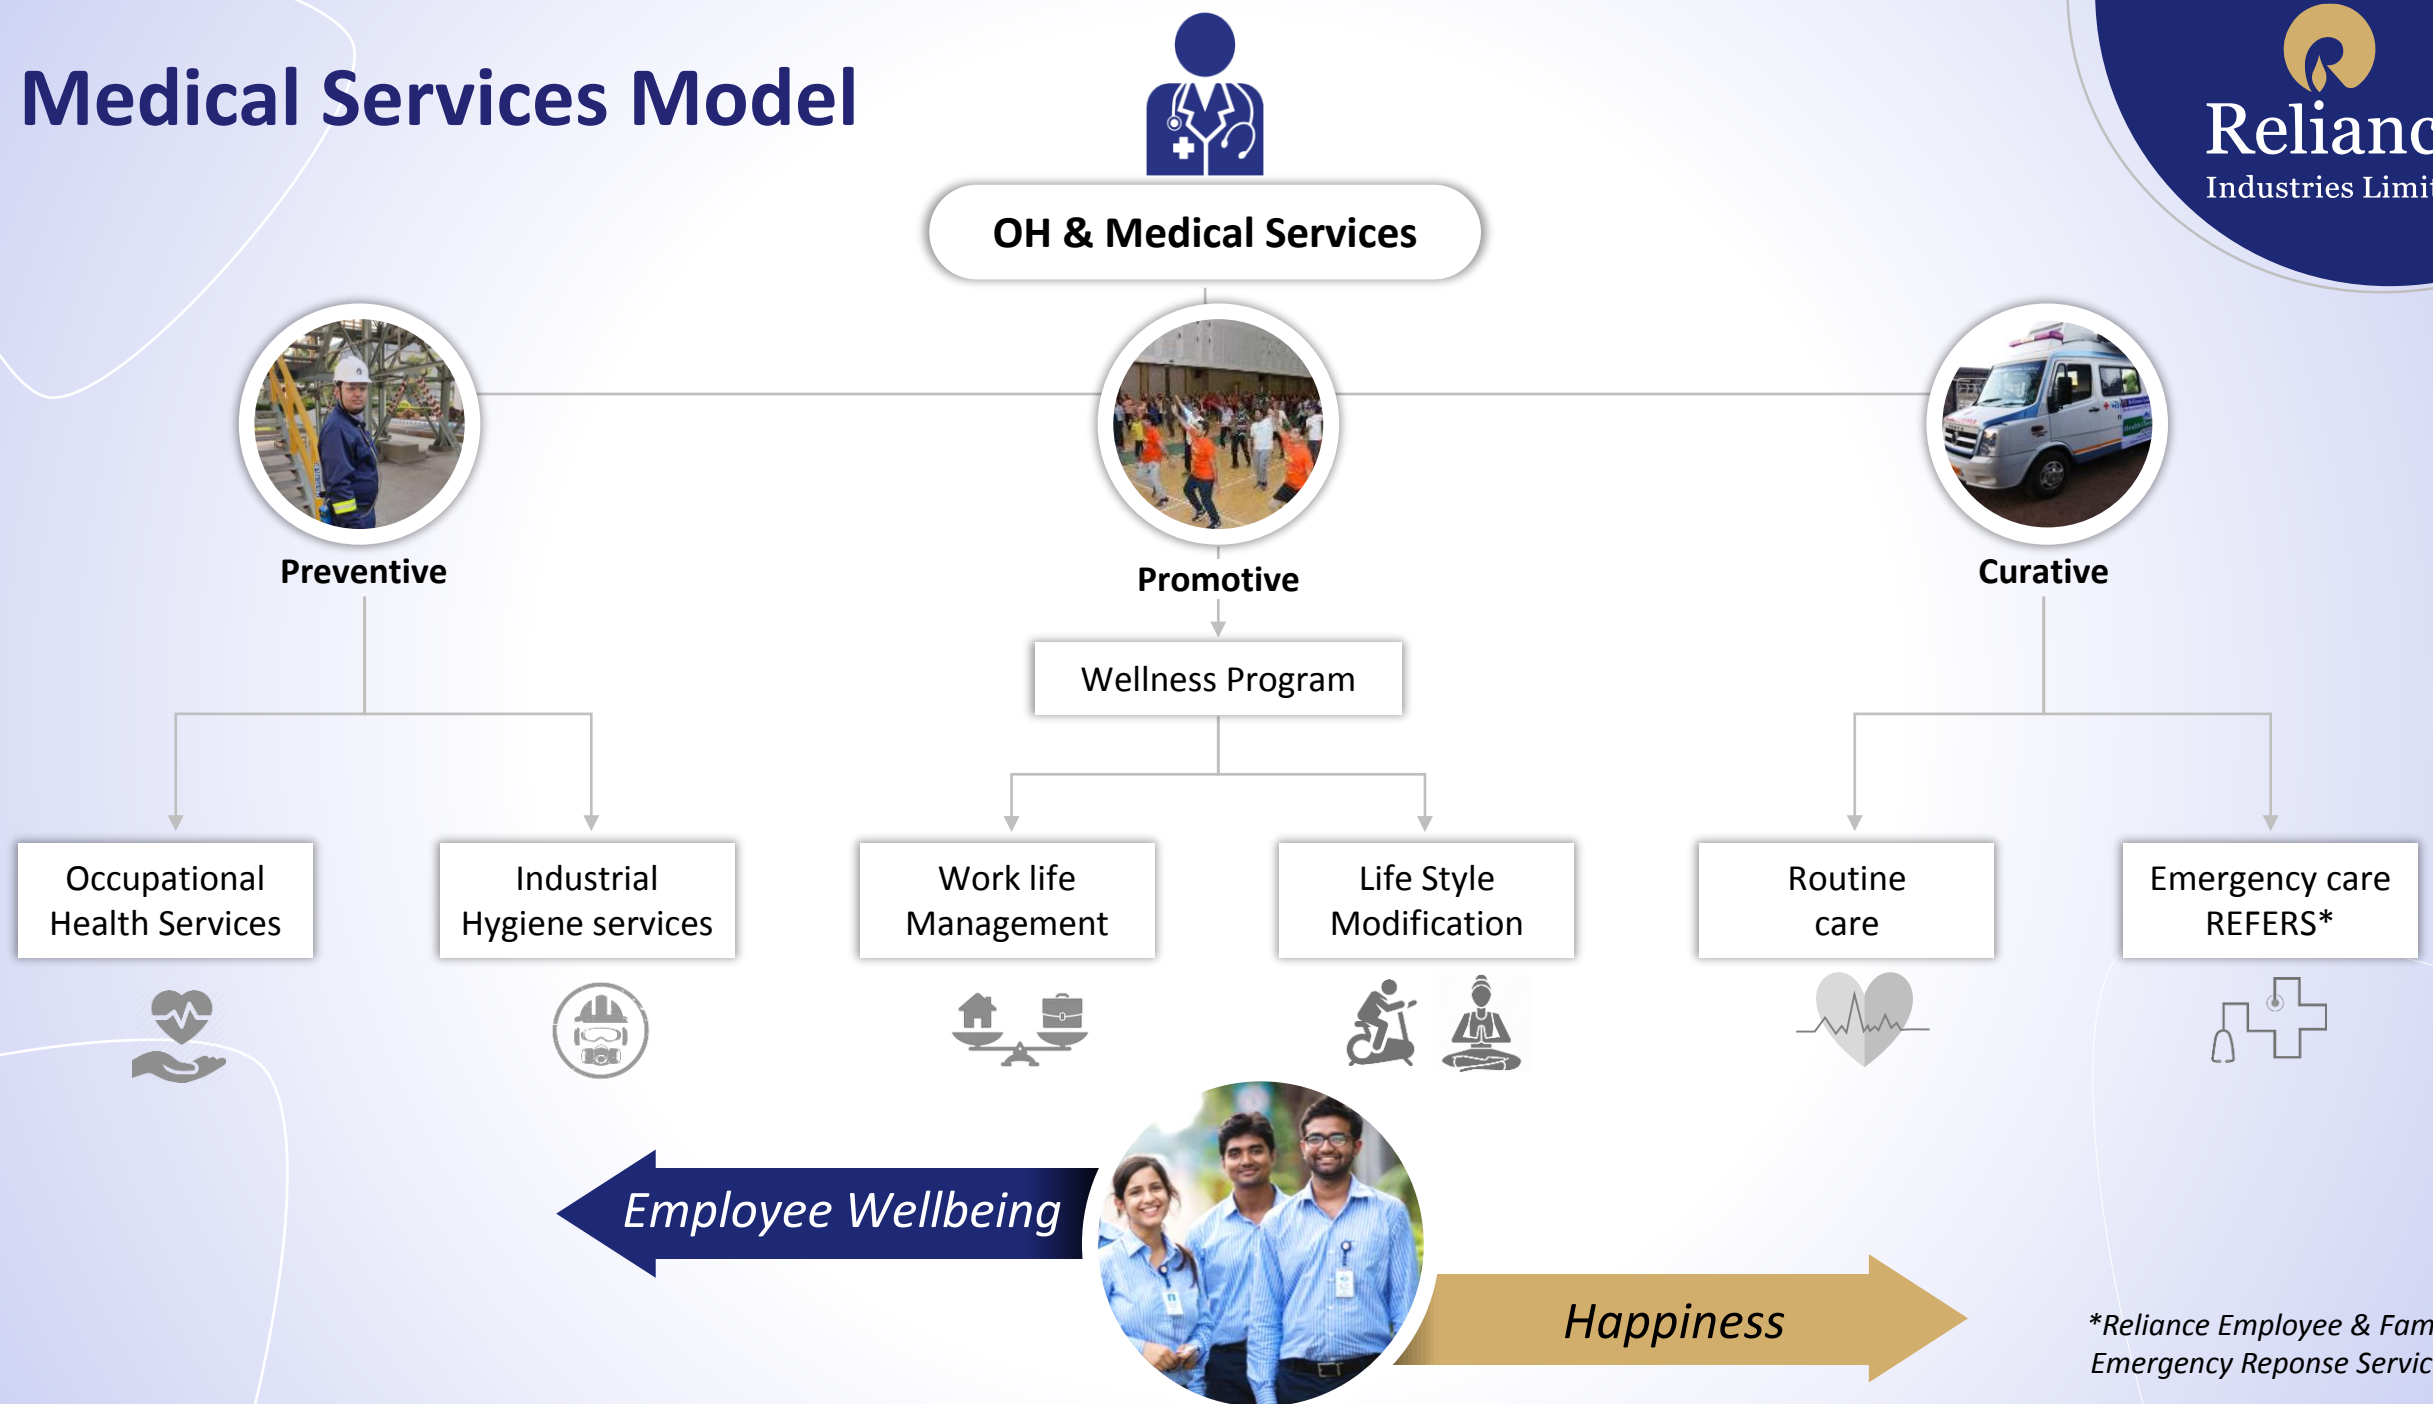 Medical Services Model
Reliance
Industries Limit
OH & Medical Services
Preventive
Promotive
Curative
Wellness Program
Occupational
Health Services
Industrial
Hygiene services
Work life
Management
Life Style
Modification
Routine
care
Emergency care
REFERS*
Employee Wellbeing
Happiness
*Reliance Employee & Fam
Emergency Reponse Servic